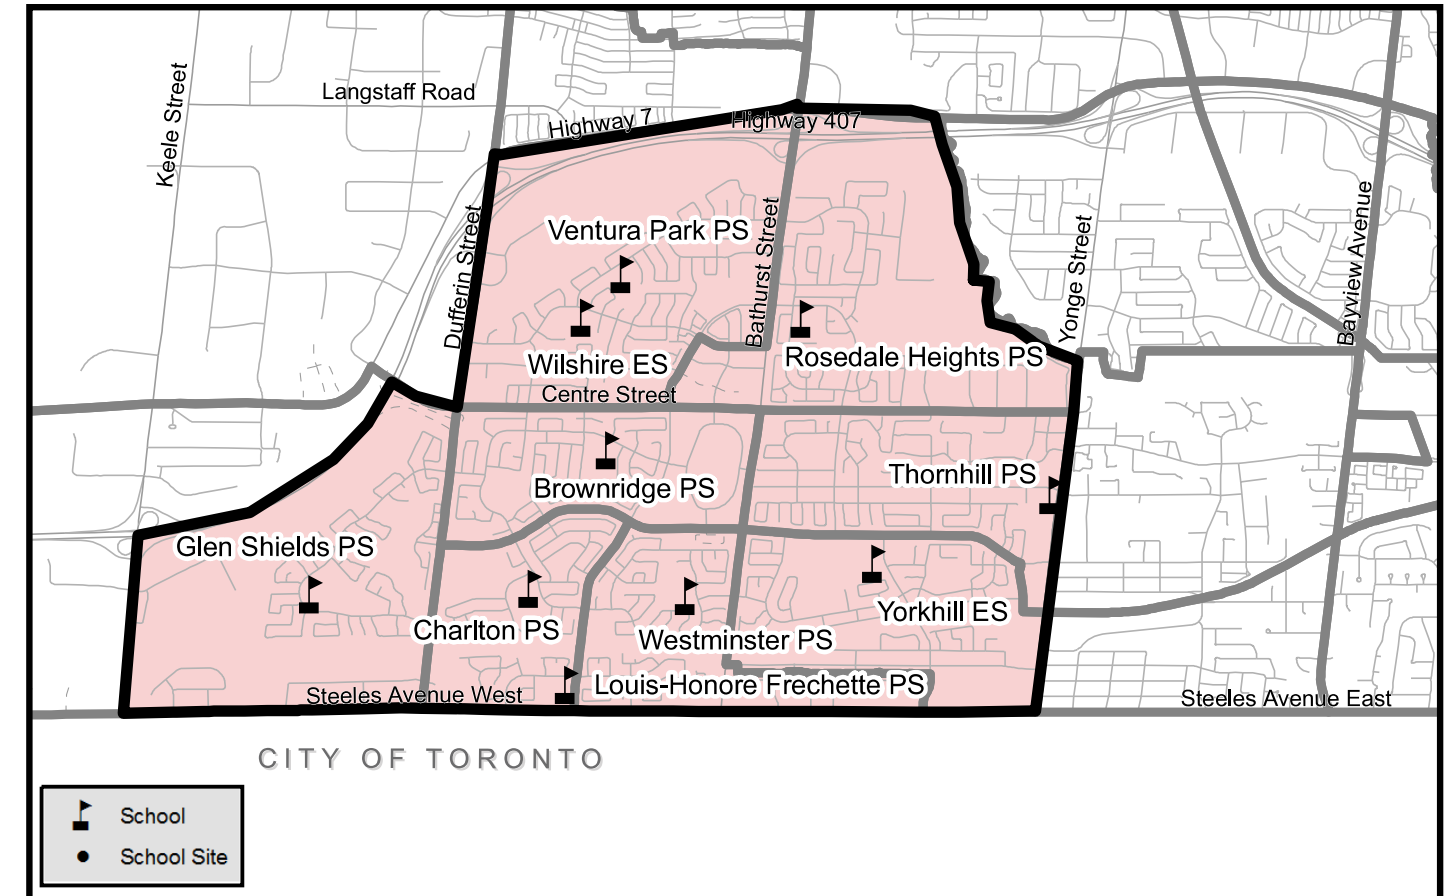 Langstaff Road
Keele Street
Highway 7
Highway 407
Ventura Park PS
Dufferin Street
Bathurst Street
Yonge Street
Bayview Avenue
Wilshire ES
Rosedale Heights PS
Centre Street
Thornhill PS
Brownridge PS
Glen Shields PS
Charlton PS
Yorkhill ES
Westminster PS
Louis-Honore Frechette PS
Steeles Avenue West
Steeles Avenue East
CITY OF TORONTO
School
School Site